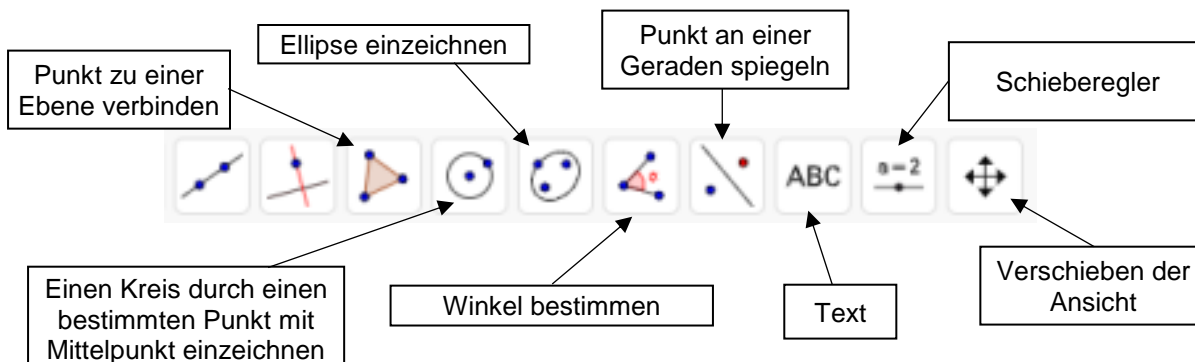 Ellipse einzeichnen
Punkt an einer
Geraden spiegeln
Schieberegler
Punkt zu einer
Ebene verbinden
α
ABC
a=2
Einen Kreis durch einen
bestimmten Punkt mit
Mittelpunkt einzeichnen
Winkel bestimmen
Text
Verschieben der
Ansicht